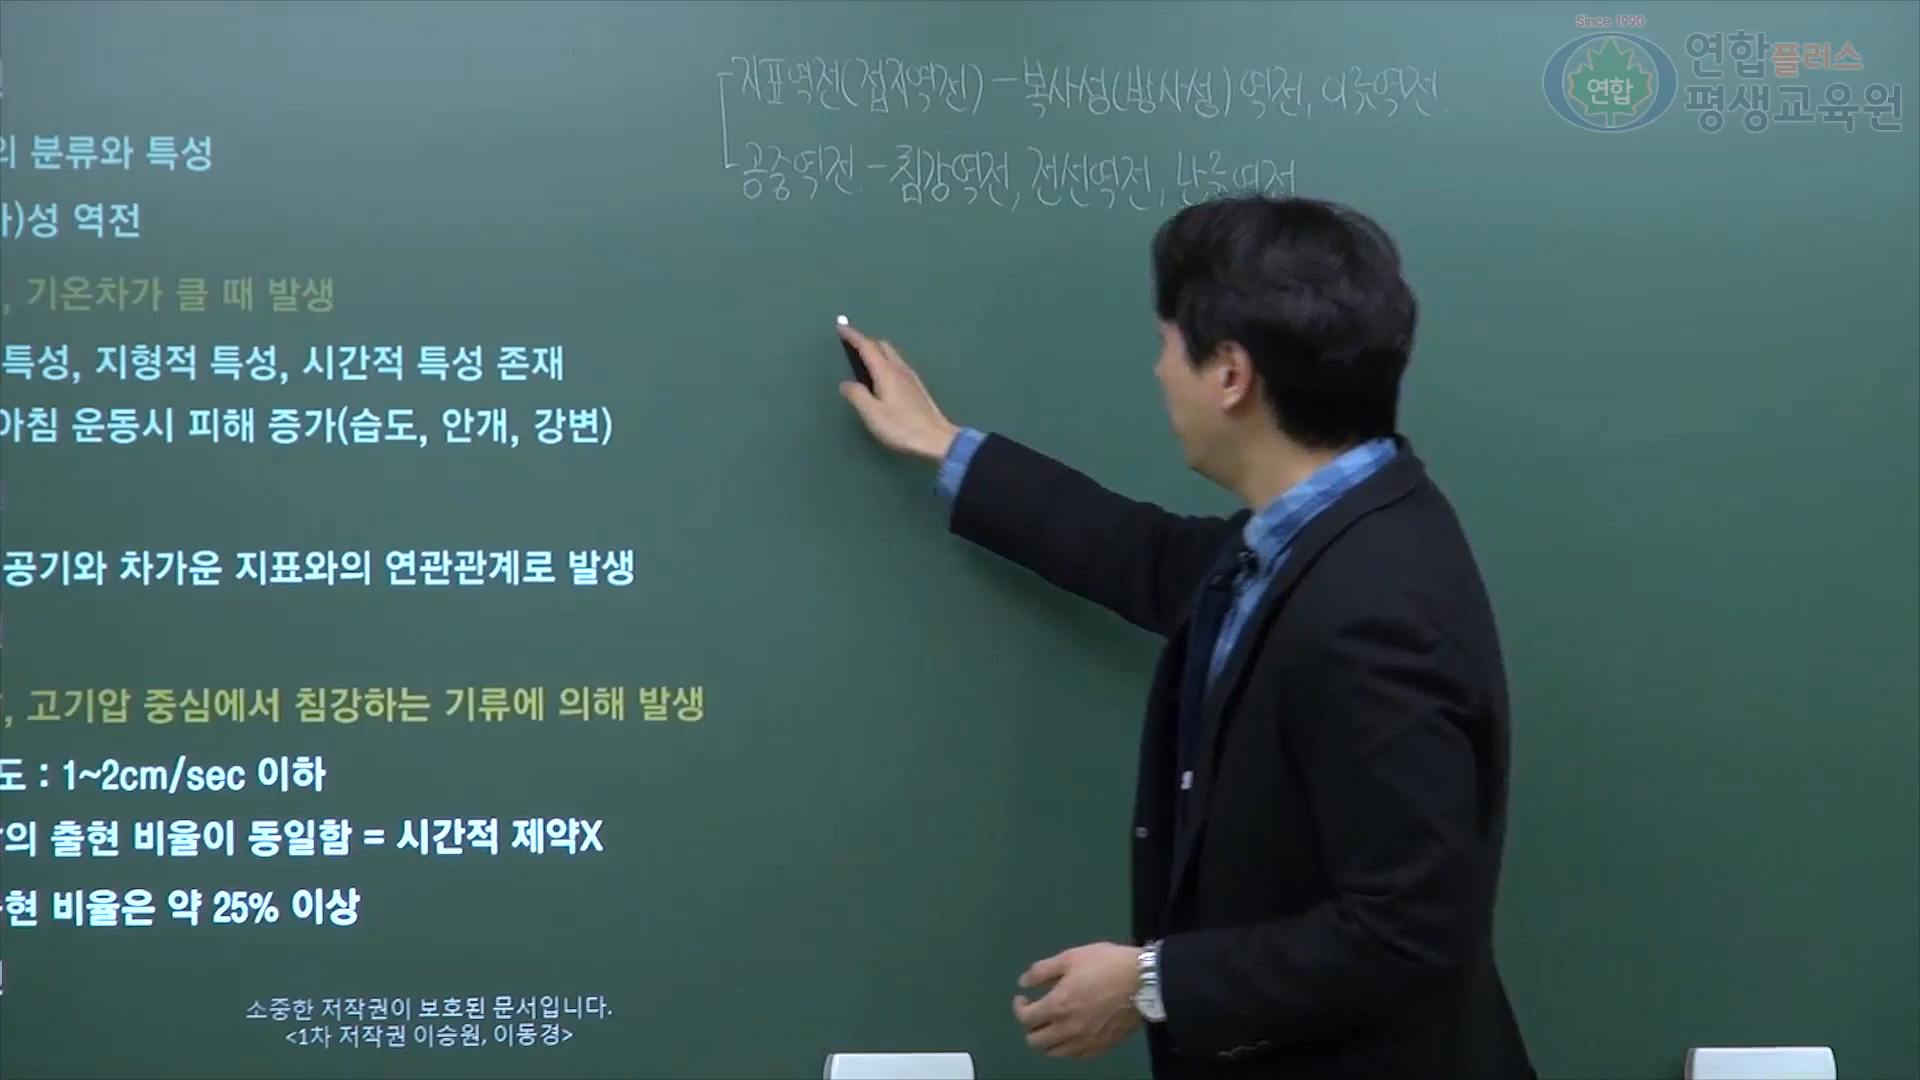 Since 1990
연합
연합플러스
평생교육원
지표역전(접지역전) - 복사성(방사성) 역전, 이류역전
공중역전 - 침강역전, 전선역전, 난류역전
의 분류와 특성
)성 역전
, 기온차가 클 때 발생
특성, 지형적 특성, 시간적 특성 존재
아침 운동시 피해 증가(습도, 안개, 강변)
공기와 차가운 지표와의 연관관계로 발생
, 고기압 중심에서 침강하는 기류에 의해 발생
도 : 1~2cm/sec 이하
의 출현 비율이 동일함 = 시간적 제약X
현 비율은 약 25% 이상
소중한 저작권이 보호된 문서입니다.
<1차 저작권 이승원, 이동경>